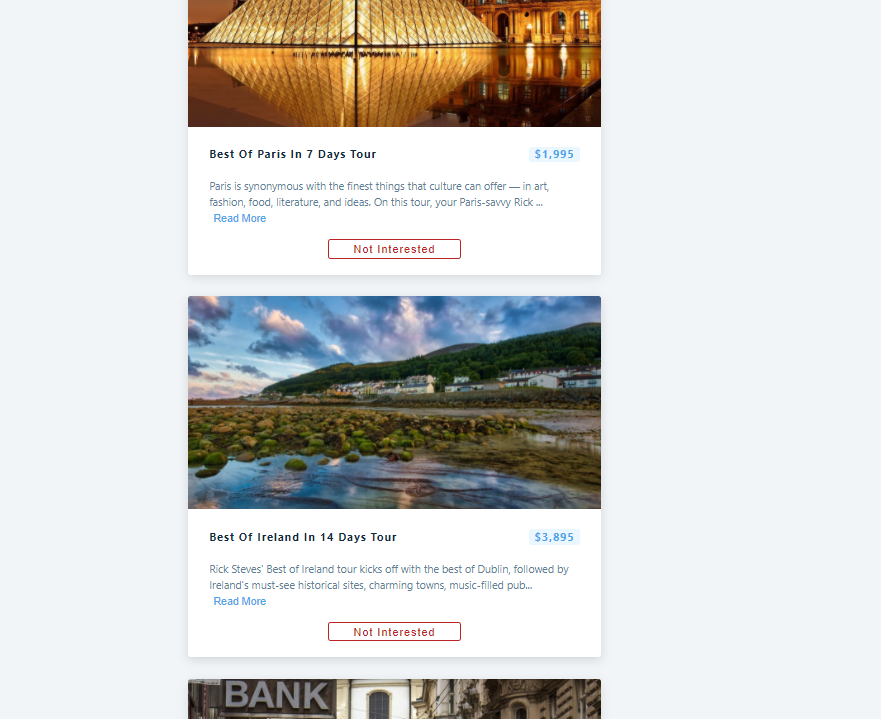 Best Of Paris In 7 Days Tour
$1,995
Paris is synonymous with the finest things that culture can offer — in art,
fashion, food, literature, and ideas. On this tour, your Paris-savvy Rick ...
Read More
Not Interested
Best Of Ireland In 14 Days Tour
$3,895
Rick Steves' Best of Ireland tour kicks off with the best of Dublin, followed by
Ireland's must-see historical sites, charming towns, music-filled pub...
Read More
Not Interested
BANK